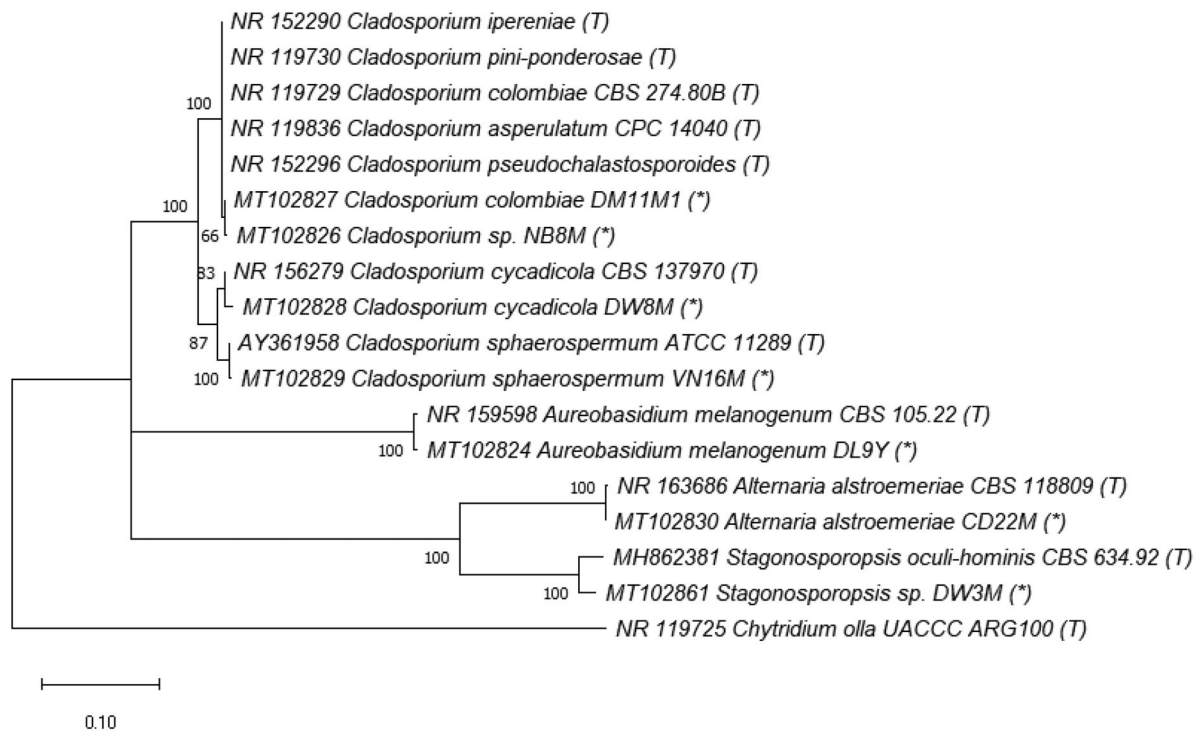 NR 152290 Cladosporium ipereniae (T)
NR 119730 Cladosporium pini-ponderosae (T)
NR 119729 Cladosporium colombiae CBS 274.80B (T)
100
NR 119836 Cladosporium asperulatum CPC 14040 (T)
NR 152296 Cladosporium pseudochalastosporoides (T)
MT102827 Cladosporium colombiae DM11M1 (*)
100
66
MT102826 Cladosporium sp. NB8M (*)
83
NR 156279 Cladosporium cycadicola CBS 137970 (T)
MT102828 Cladosporium cycadicola DW8M (*)
87
AY361958 Cladosporium sphaerospermum ATCC 11289 (T)
100
MT102829 Cladosporium sphaerospermum VN16M (*)
NR 159598 Aureobasidium melanogenum CBS 105.22 (T)
100
MT102824 Aureobasidium melanogenum DL9Y (*)
100
NR 163686 Alternaria alstroemeriae CBS 118809 (T)
MT102830 Alternaria alstroemeriae CD22M (*)
100
MH862381 Stagonosporopsis oculi-hominis CBS 634.92 (T)
100
MT102861 Stagonosporopsis sp. DW3M (*)
NR 119725 Chytridium olla UACCC ARG100 (T)
0.10